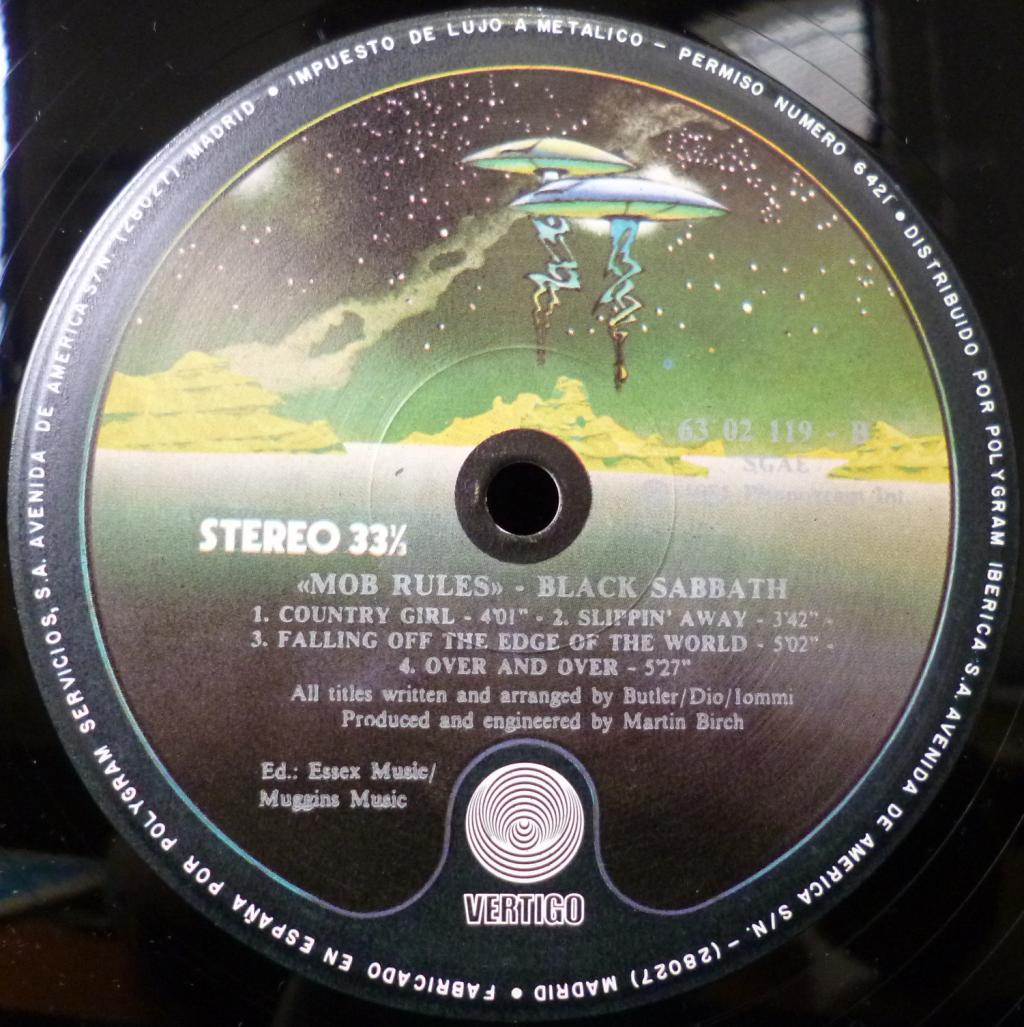 IMPUESTO DE LUJO A METALICO – PERMISO NUMERO 6421 • DISTRIBUIDO POR POLYGRAM IBERICA S.A. AVENIDA DE AMERICA S/N. – (28027) MADRID • FABRICADO EN ESPAÑA POR POLYGRAM SERVICIOS, S.A. AVENIDA DE AMERICA S/N. (28027) MADRID •
63 02 119 - B
SGAE
Phonogram Int.
STEREO 33⅓
«MOB RULES» - BLACK SABBATH
1. COUNTRY GIRL - 4'01" - 2. SLIPPIN' AWAY - 3'42" -
3. FALLING OFF THE EDGE OF THE WORLD - 5'02" -
4. OVER AND OVER - 5'27"
All titles written and arranged by Butler/Dio/Iommi
Produced and engineered by Martin Birch
Ed.: Essex Music/
Muggins Music
VERTIGO